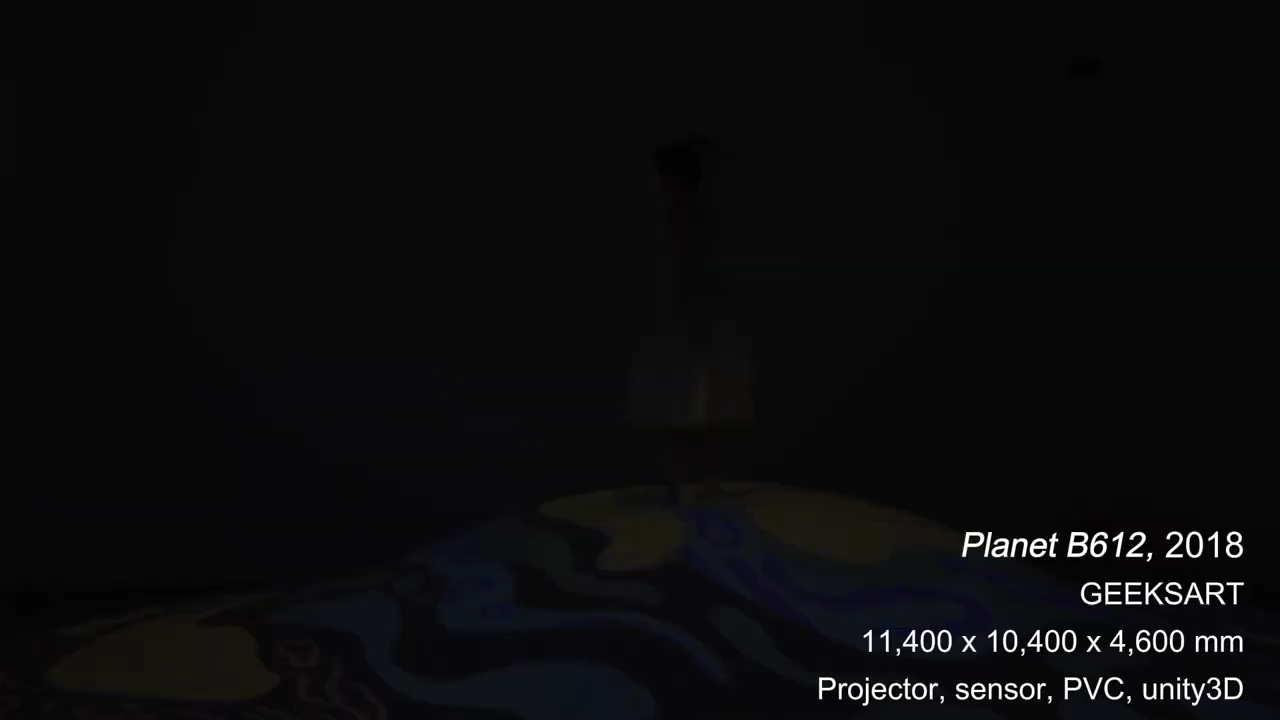 Planet B612, 2018
GEEKSART
11,400 x 10,400 x 4,600 mm
Projector, sensor, PVC, unity3D